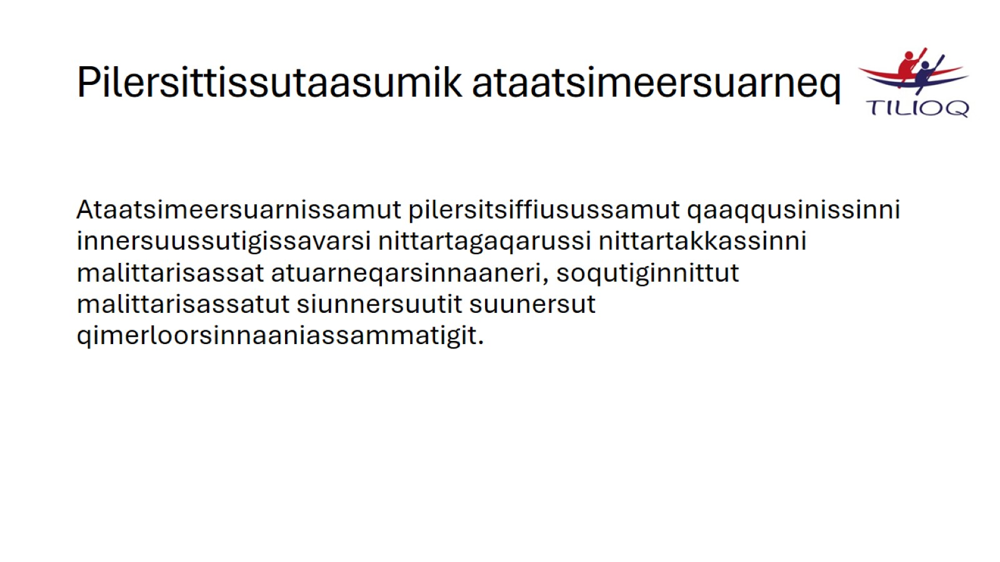 Pilersittissutaasumik ataatsimeersuarneq
TILIOQ
Ataatsimeersuarnissamut pilersitsiffiusussamut qaaqqusinissinni
innersuussutigissavarsi nittartagaqarussi nittartakkassinni
malittarisassat atuarneqarsinnaaneri, soqutiginnittut
malittarisassatut siunnersuutit suunersut
qimerloorsinnaaniassammatigit.